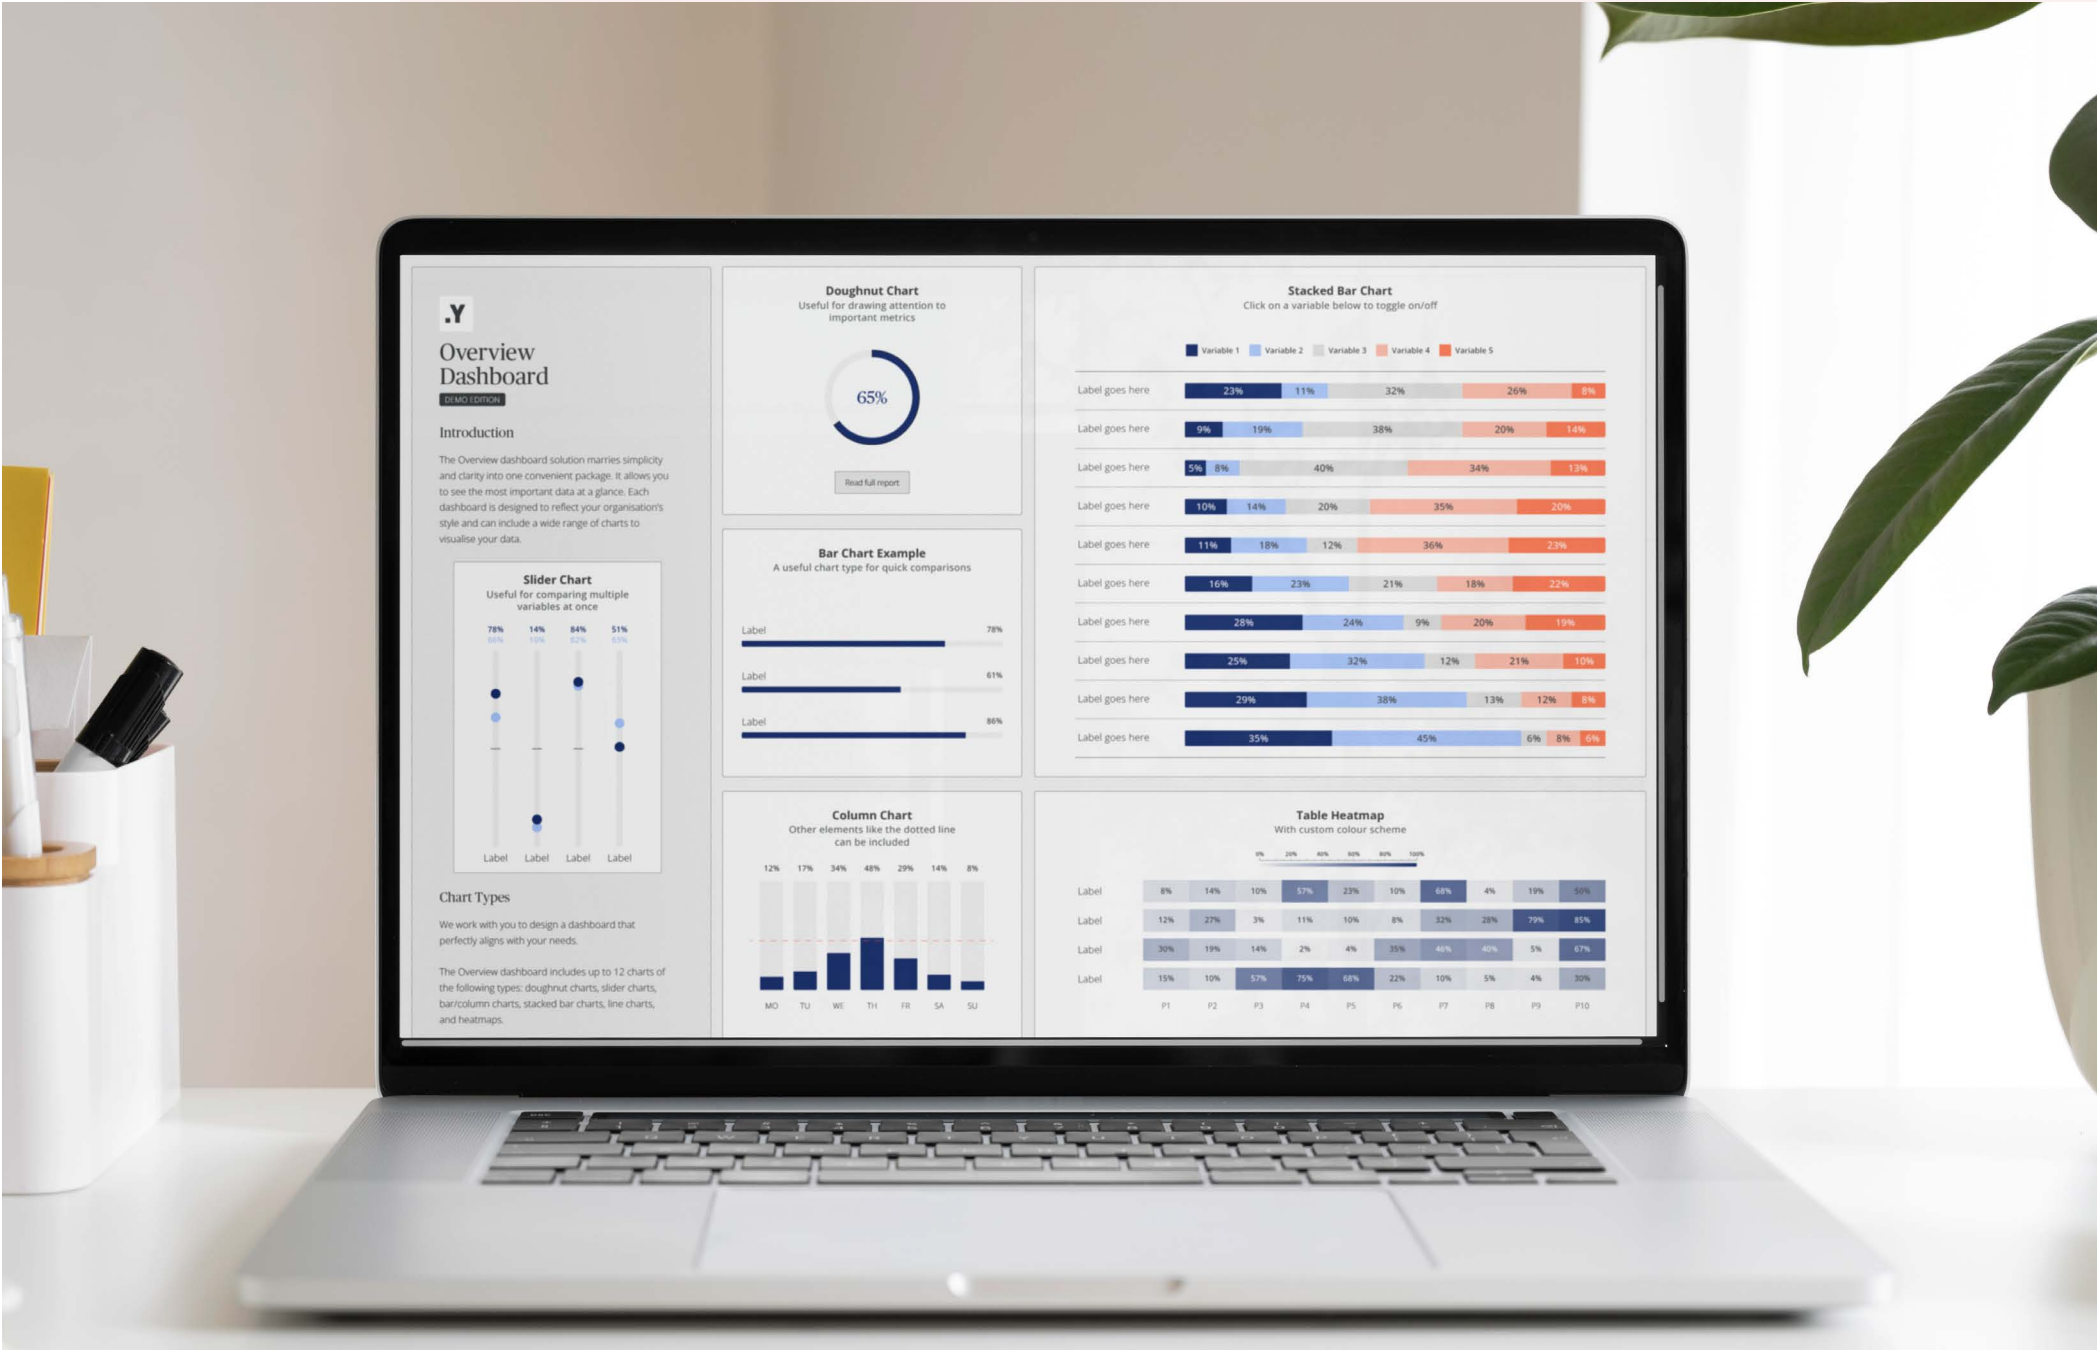 .Y
Overview
Dashboard
DEMO EDITION
Introduction
The Overview dashboard solution marries simplicity
and clarity into one convenient package. It allows you
to see the most important data at a glance. Each
dashboard is designed to reflect your organisation's
style and can include a wide range of charts to
visualise your data.
Slider Chart
Useful for comparing multiple
variables at once
78% 14% 84% 51%
66% 10% 82% 63%
Label Label Label Label
Chart Types
We work with you to design a dashboard that
perfectly aligns with your needs.
The Overview dashboard includes up to 12 charts of
the following types: doughnut charts, slider charts,
bar/column charts, stacked bar charts, line charts,
and heatmaps.
Doughnut Chart
Useful for drawing attention to
important metrics
65%
Read full report
Bar Chart Example
A useful chart type for quick comparisons
Label 78%
Label 61%
Label 86%
Column Chart
Other elements like the dotted line
can be included
12% 17% 34% 48% 29% 14% 8%
MO TU WE TH FR SA SU
Stacked Bar Chart
Click on a variable below to toggle on/off
Variable 1 Variable 2 Variable 3 Variable 4 Variable 5
Label goes here 23% 11% 32% 26% 8%
Label goes here 9% 19% 38% 20% 14%
Label goes here 5% 8% 40% 34% 13%
Label goes here 10% 14% 20% 35% 20%
Label goes here 11% 18% 12% 36% 23%
Label goes here 16% 23% 21% 18% 22%
Label goes here 28% 24% 9% 20% 19%
Label goes here 25% 32% 12% 21% 10%
Label goes here 29% 38% 13% 12% 8%
Label goes here 35% 45% 6% 8% 6%
Table Heatmap
With custom colour scheme
0% 20% 40% 60% 80% 100%
Label 8% 14% 10% 57% 23% 10% 68% 4% 19% 50%
Label 12% 27% 3% 11% 10% 8% 32% 28% 79% 85%
Label 30% 19% 14% 2% 4% 35% 46% 40% 5% 67%
Label 15% 10% 57% 75% 68% 22% 10% 5% 4% 30%
P1 P2 P3 P4 P5 P6 P7 P8 P9 P10